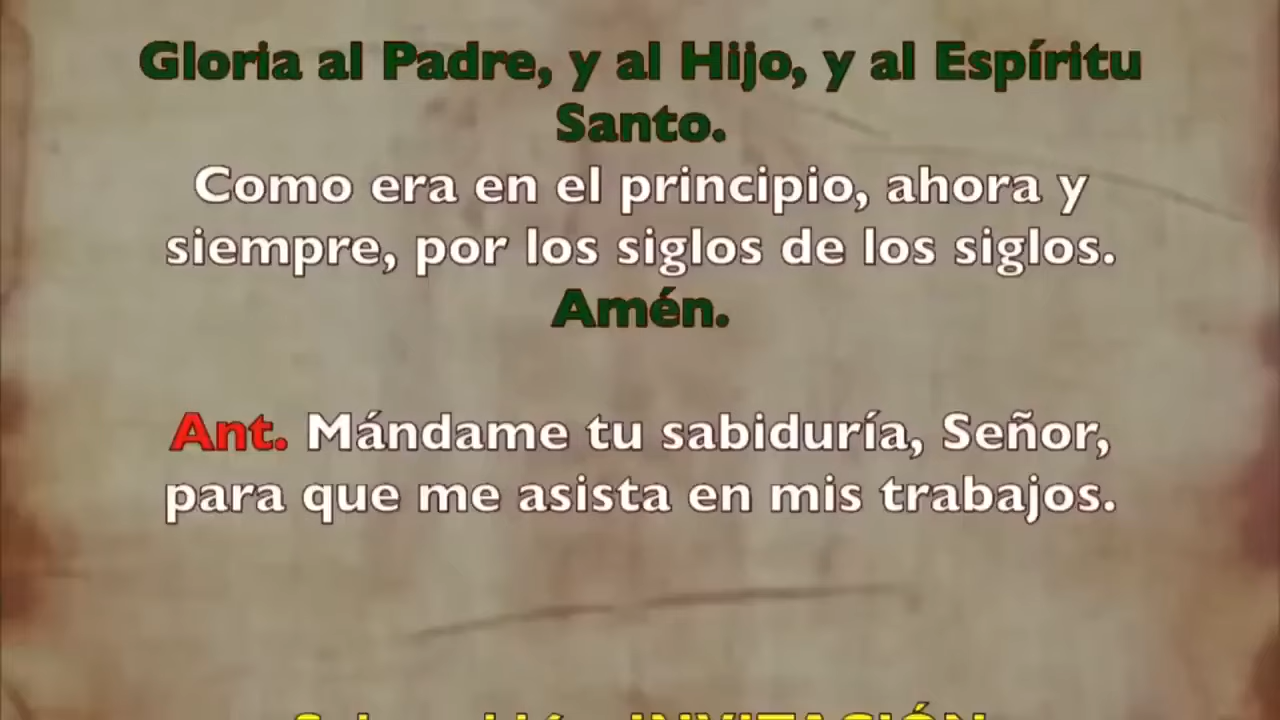 Gloria al Padre, y al Hijo, y al Espíritu
Santo.
Como era en el principio, ahora y
siempre, por los siglos de los siglos.
Amén.
Ant. Mándame tu sabiduría, Señor,
para que me asista en mis trabajos.
INVITACIÓN